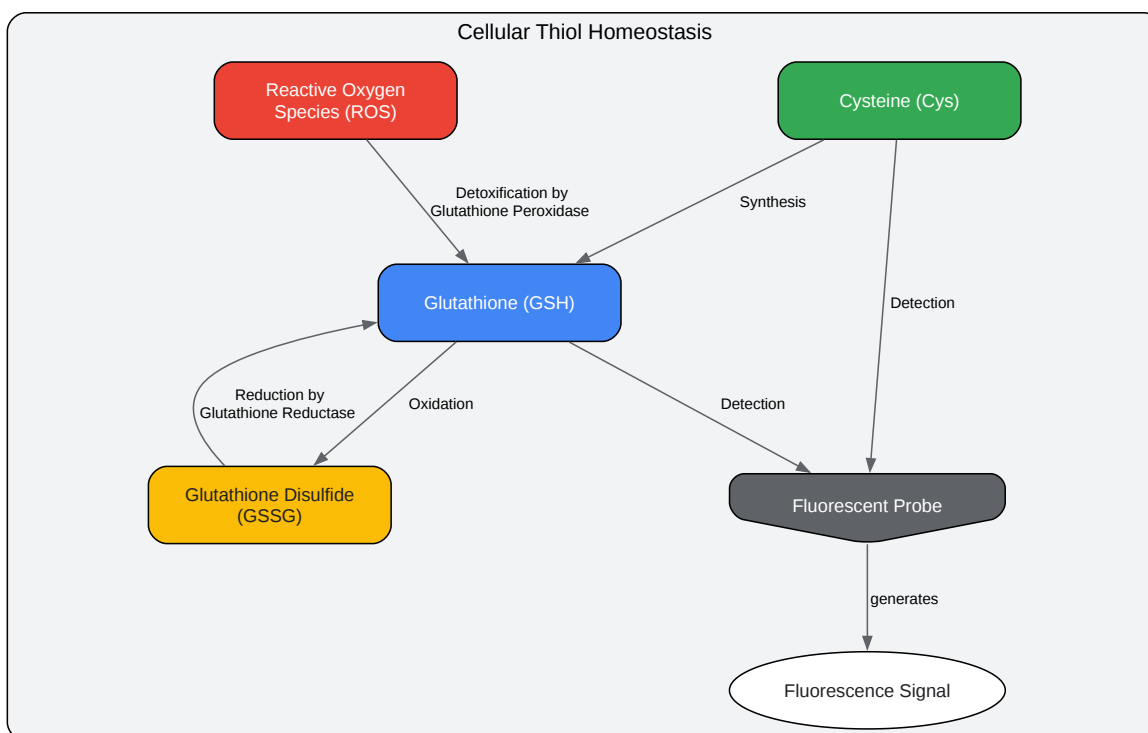 Cellular Thiol Homeostasis
Reactive Oxygen
Species (ROS)
Cysteine (Cys)
Detoxification by
Glutathione Peroxidase
Synthesis
Glutathione (GSH)
Detection
Reduction by
Glutathione Reductase
Oxidation
Detection
Glutathione Disulfide
(GSSG)
Fluorescent Probe
generates
Fluorescence Signal